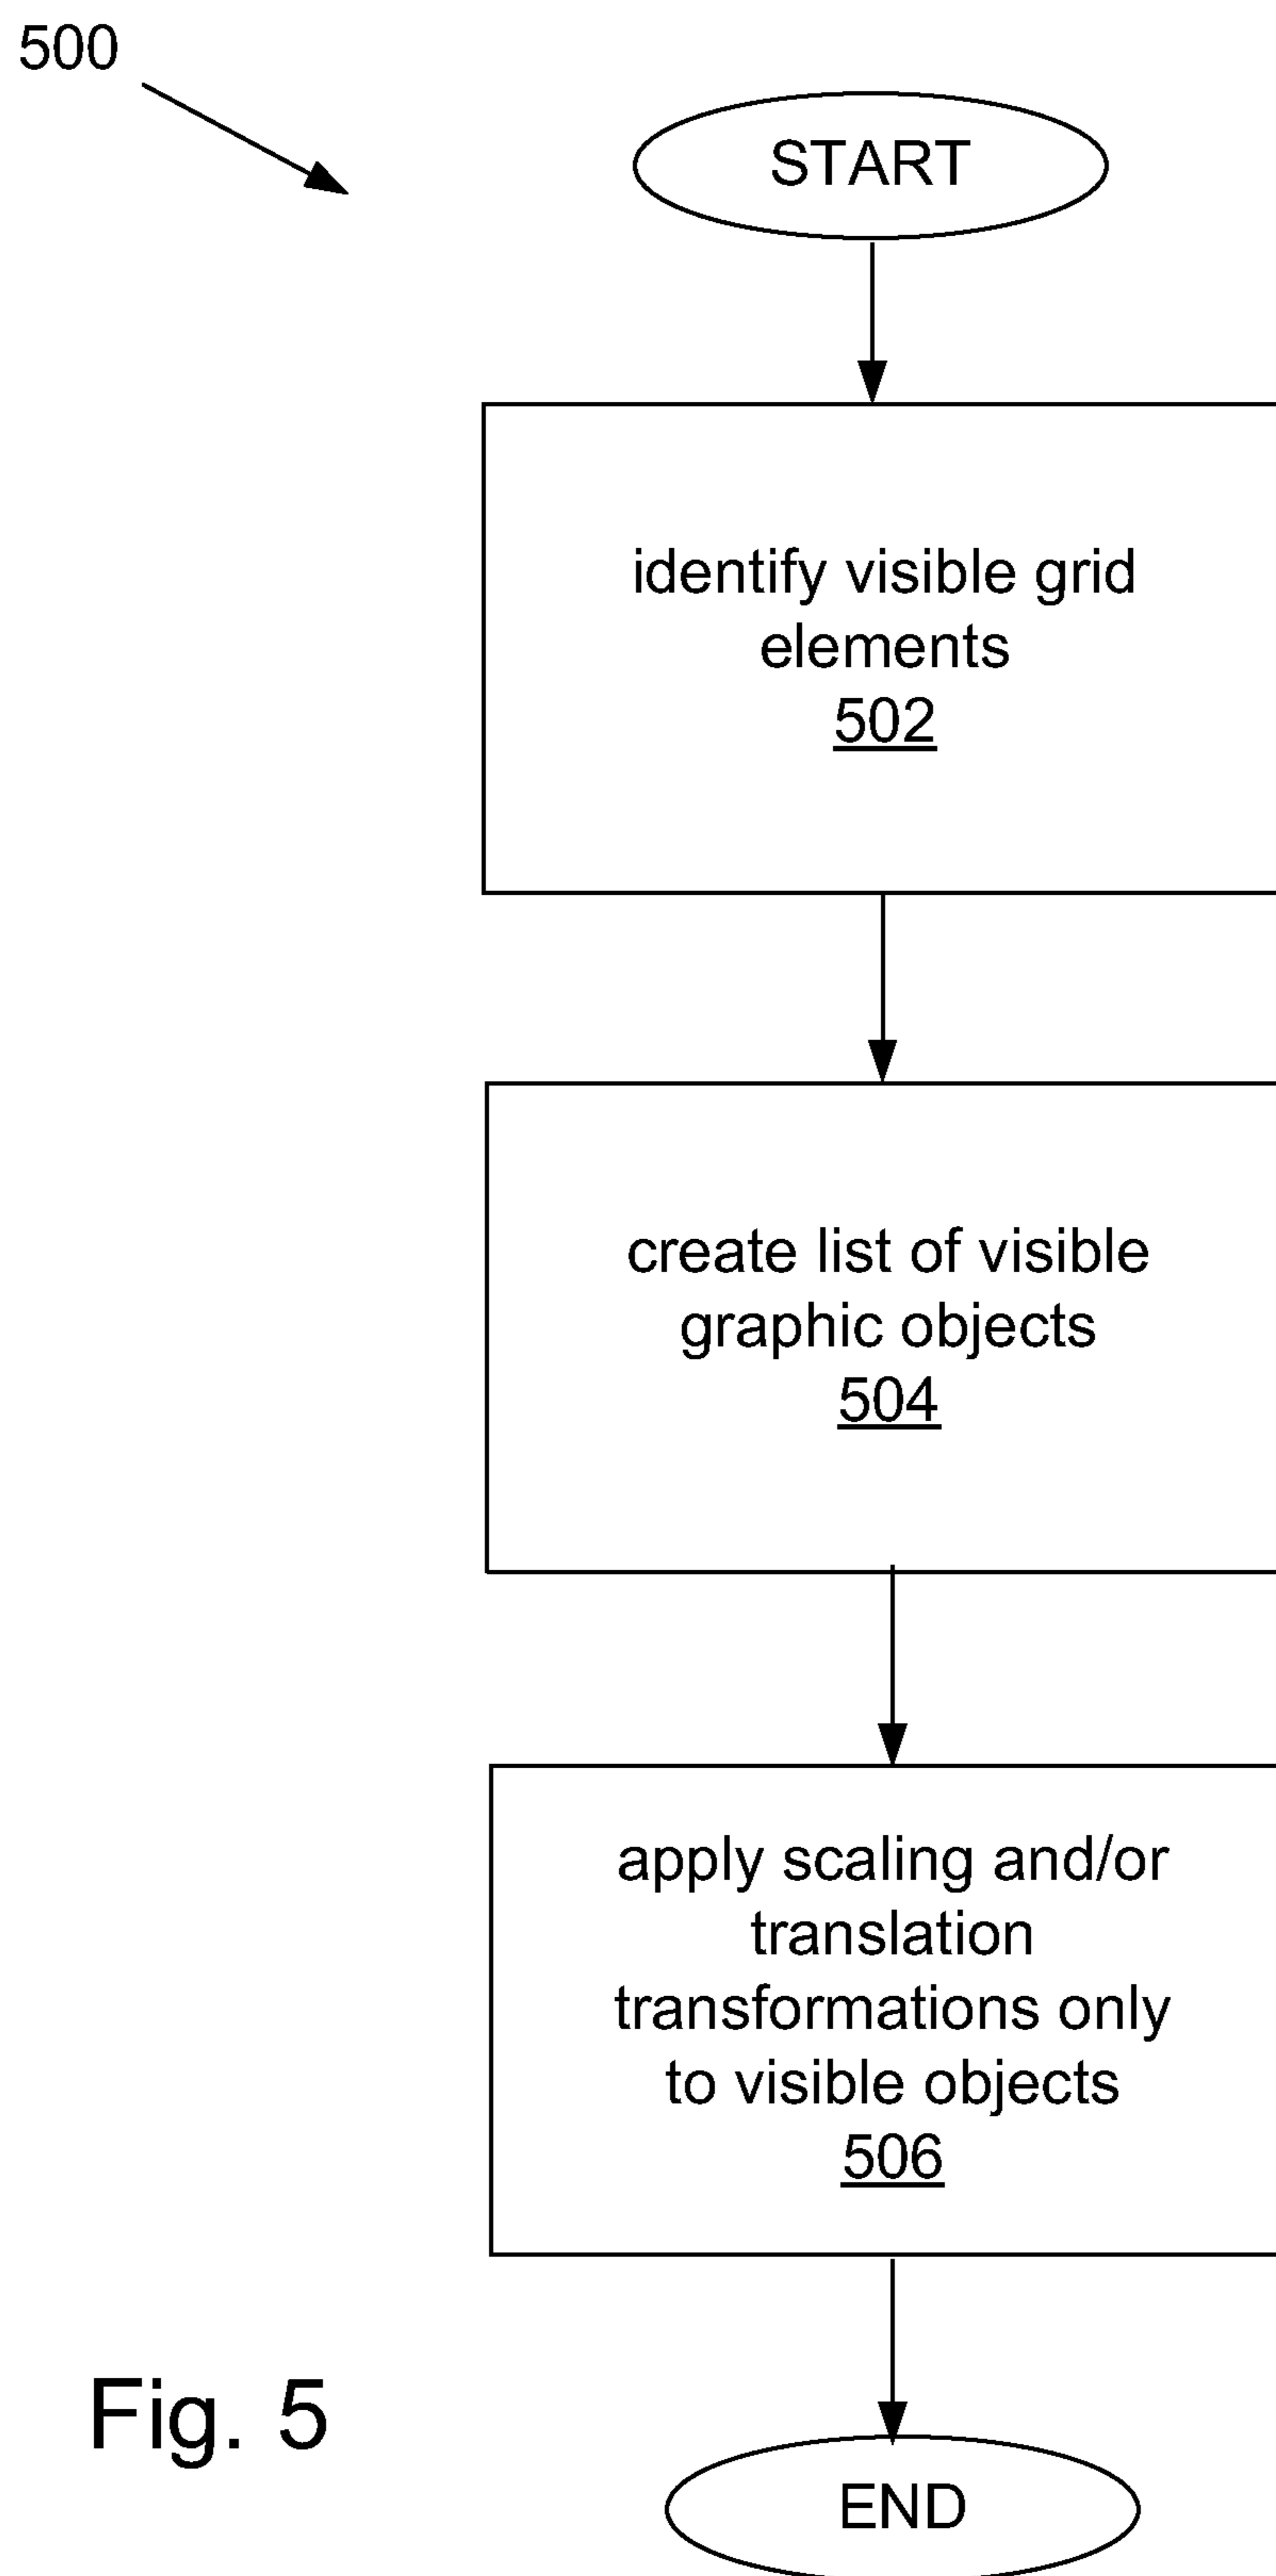 500
START
identify visible grid
elements
502
create list of visible
graphic objects
504
apply scaling and/or
translation
transformations only
to visible objects
506
Fig. 5
END